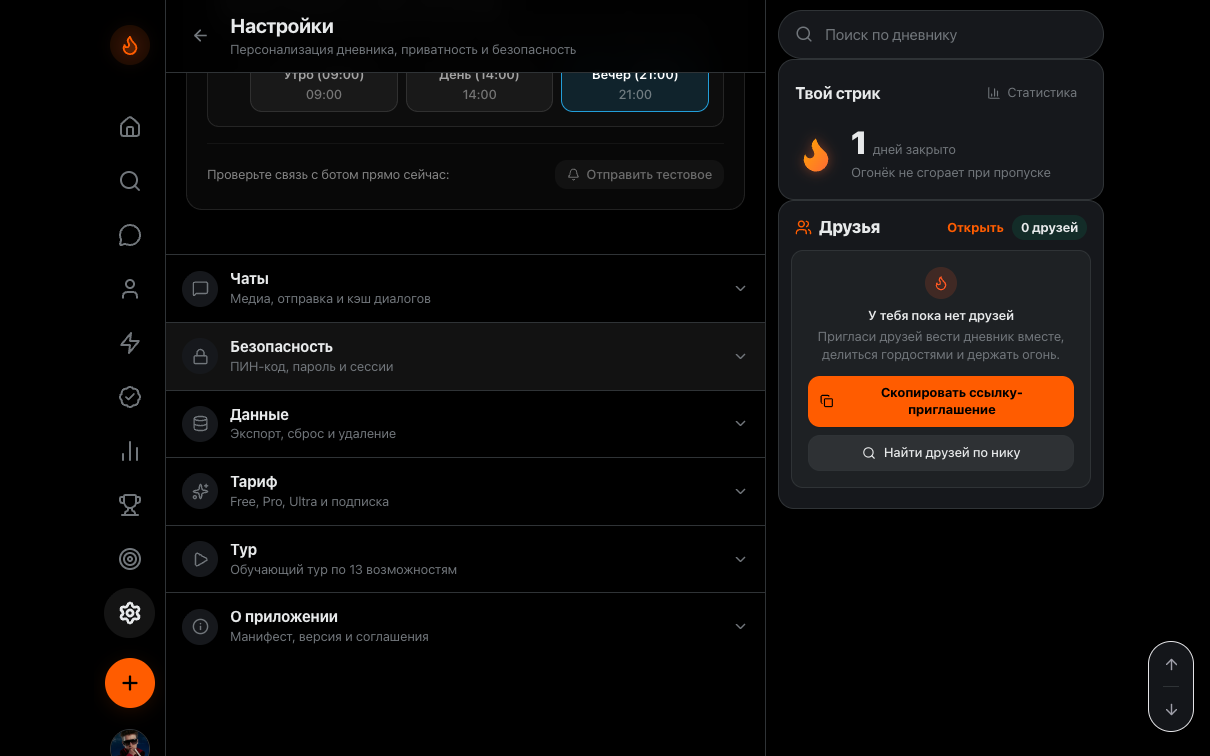 Настройки
Персонализация дневника, приватность и безопасность
Утро (09:00)
09:00
День (14:00)
14:00
Вечер (21:00)
21:00
Проверьте связь с ботом прямо сейчас:
Отправить тестовое
Чаты
Медиа, отправка и кэш диалогов
Безопасность
ПИН-код, пароль и сессии
Данные
Экспорт, сброс и удаление
Тариф
Free, Pro, Ultra и подписка
Тур
Обучающий тур по 13 возможностям
О приложении
Манифест, версия и соглашения
Поиск по дневнику
Твой стрик
Статистика
1 дней закрыто
Огонёк не сгорает при пропуске
Друзья
Открыть
0 друзей
У тебя пока нет друзей
Пригласи друзей вести дневник вместе,
делиться гордостями и держать огонь.
Скопировать ссылку-
приглашение
Найти друзей по нику